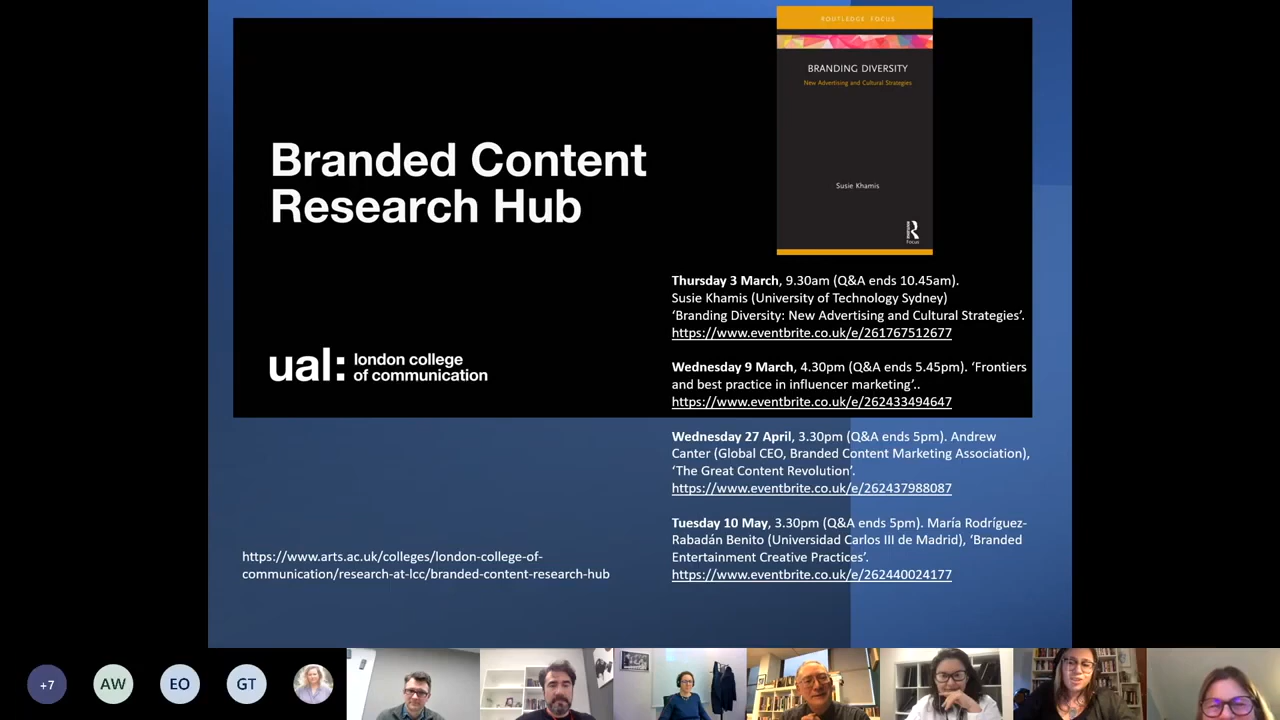 ROUTLEDGE FOCUS
BRANDING DIVERSITY
New Advertising and Cultural Strategies
Susie Khamis
R
Focus
Branded Content
Research Hub
ual:
london college
of communication
Thursday 3 March, 9.30am (Q&A ends 10.45am).
Susie Khamis (University of Technology Sydney)
‘Branding Diversity: New Advertising and Cultural Strategies’.
https://www.eventbrite.co.uk/e/261767512677
Wednesday 9 March, 4.30pm (Q&A ends 5.45pm). ‘Frontiers
and best practice in influencer marketing’..
https://www.eventbrite.co.uk/e/262433494647
Wednesday 27 April, 3.30pm (Q&A ends 5pm). Andrew
Canter (Global CEO, Branded Content Marketing Association),
‘The Great Content Revolution’.
https://www.eventbrite.co.uk/e/262437988087
Tuesday 10 May, 3.30pm (Q&A ends 5pm). María Rodríguez-
Rabadán Benito (Universidad Carlos III de Madrid), ‘Branded
Entertainment Creative Practices’.
https://www.eventbrite.co.uk/e/262440024177
https://www.arts.ac.uk/colleges/london-college-of-
communication/research-at-lcc/branded-content-research-hub
+7
AW
EO
GT